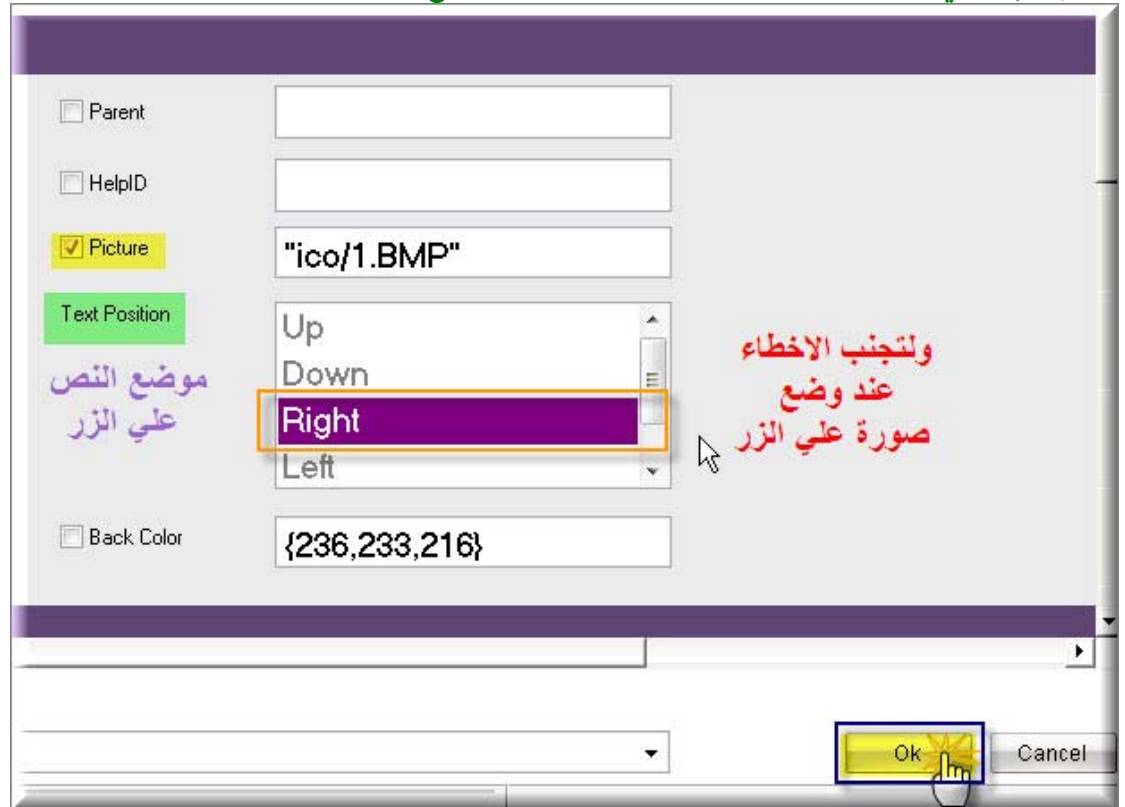 Parent
HelpID
Picture
"ico/1.BMP"
Text Position
Up
Down
Right
Left
موضع النص
علي الزر
ولتجنب الاخطاء
عند وضع
صورة علي الزر
Back Color
{236,233,216}
Ok
Cancel